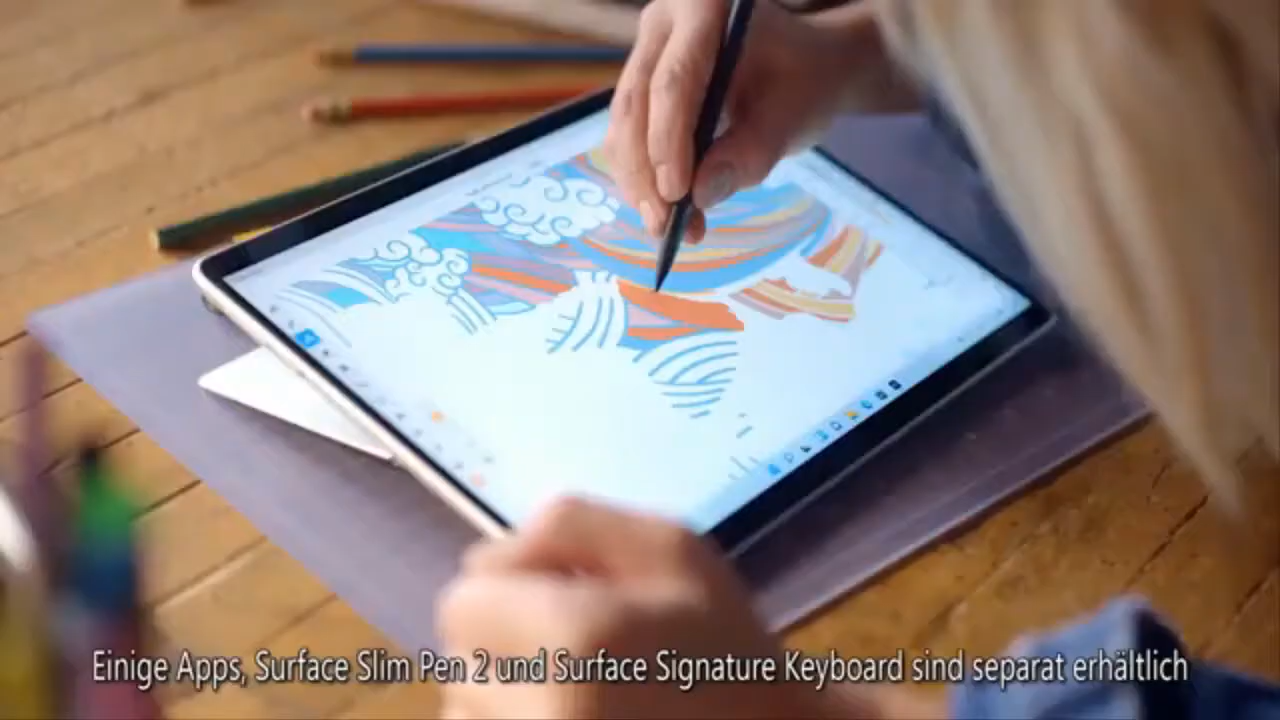 Einige Apps, Surface Slim Pen 2 und Surface Signature Keyboard sind separat erhältlich